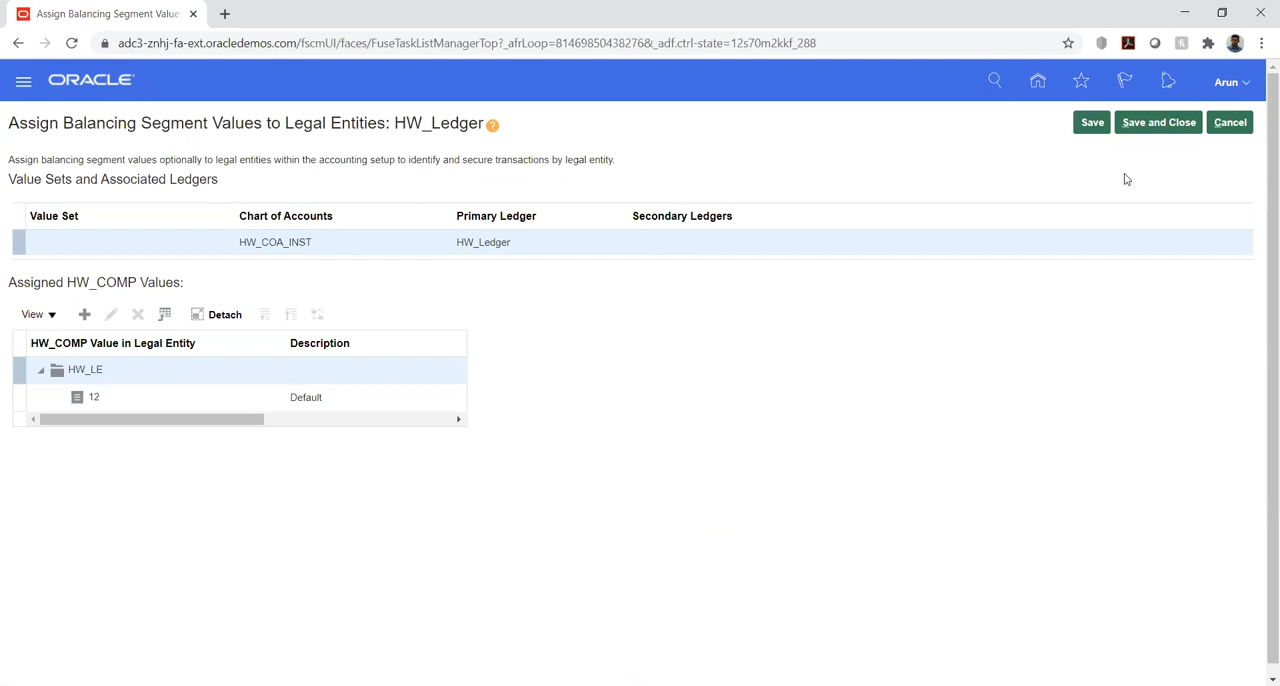 Assign Balancing Segment Value
adc3-znhj-fa-ext.oracledemos.com/fscmUI/faces/FuseTaskListManagerTop?_afrLoop=81469850438276&_adf.ctrl-state=12s70m2kkf_288
ORACLE
Arun
Assign Balancing Segment Values to Legal Entities: HW_Ledger ?
Save
Save and Close
Cancel
Assign balancing segment values optionally to legal entities within the accounting setup to identify and secure transactions by legal entity.
Value Sets and Associated Ledgers
Value Set Chart of Accounts Primary Ledger Secondary Ledgers
HW_COA_INST HW_Ledger
Assigned HW_COMP Values:
View Detach
HW_COMP Value in Legal Entity Description
HW_LE
12 Default